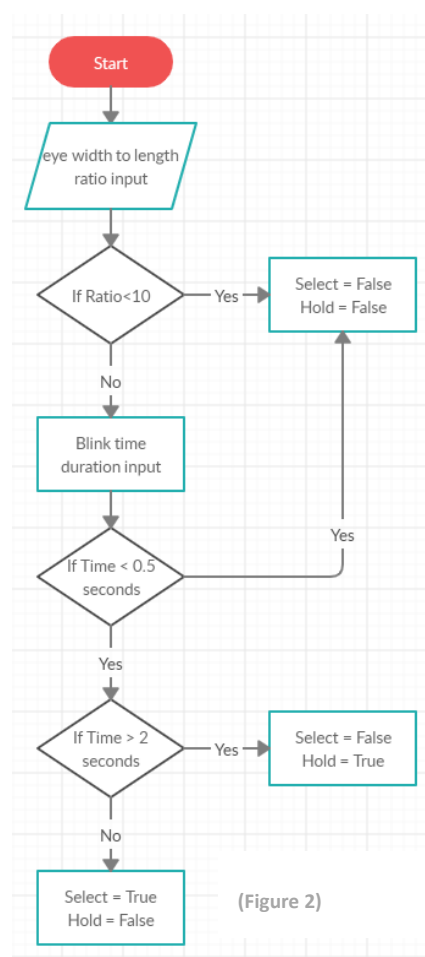 Start
eye width to length
ratio input
If Ratio<10
Yes
Select = False
Hold = False
No
Blink time
duration input
If Time < 0.5
seconds
Yes
Yes
If Time > 2
seconds
Yes
Select = False
Hold = True
No
Select = True
Hold = False
(Figure 2)